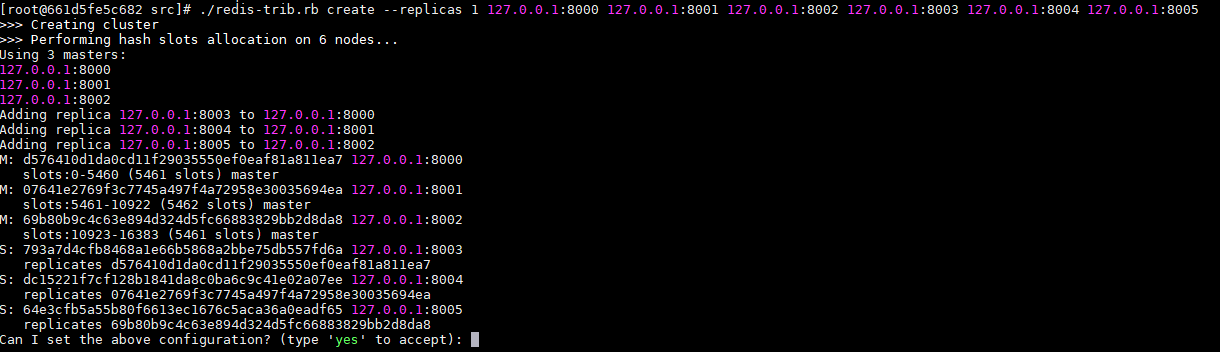 [root@661d5fe5c682 src]# ./redis-trib.rb create --replicas 1 127.0.0.1:8000 127.0.0.1:8001 127.0.0.1:8002 127.0.0.1:8003 127.0.0.1:8004 127.0.0.1:8005
>>> Creating cluster
>>> Performing hash slots allocation on 6 nodes...
Using 3 masters:
127.0.0.1:8000
127.0.0.1:8001
127.0.0.1:8002
Adding replica 127.0.0.1:8003 to 127.0.0.1:8000
Adding replica 127.0.0.1:8004 to 127.0.0.1:8001
Adding replica 127.0.0.1:8005 to 127.0.0.1:8002
M: d576410d1da0cd11f29035550ef0eaf81a811ea7 127.0.0.1:8000
   slots:0-5460 (5461 slots) master
M: 07641e2769f3c7745a497f4a72958e30035694ea 127.0.0.1:8001
   slots:5461-10922 (5462 slots) master
M: 69b80b9c4c63e894d324d5fc66883829bb2d8da8 127.0.0.1:8002
   slots:10923-16383 (5461 slots) master
S: 793a7d4cfb8468a1e66b5868a2bbe75db557fd6a 127.0.0.1:8003
   replicates d576410d1da0cd11f29035550ef0eaf81a811ea7
S: dc15221f7cf128b1841da8c0ba6c9c41e02a07ee 127.0.0.1:8004
   replicates 07641e2769f3c7745a497f4a72958e30035694ea
S: 64e3cfb5a55b80f6613ec1676c5aca36a0eadf65 127.0.0.1:8005
   replicates 69b80b9c4c63e894d324d5fc66883829bb2d8da8
Can I set the above configuration? (type 'yes' to accept):